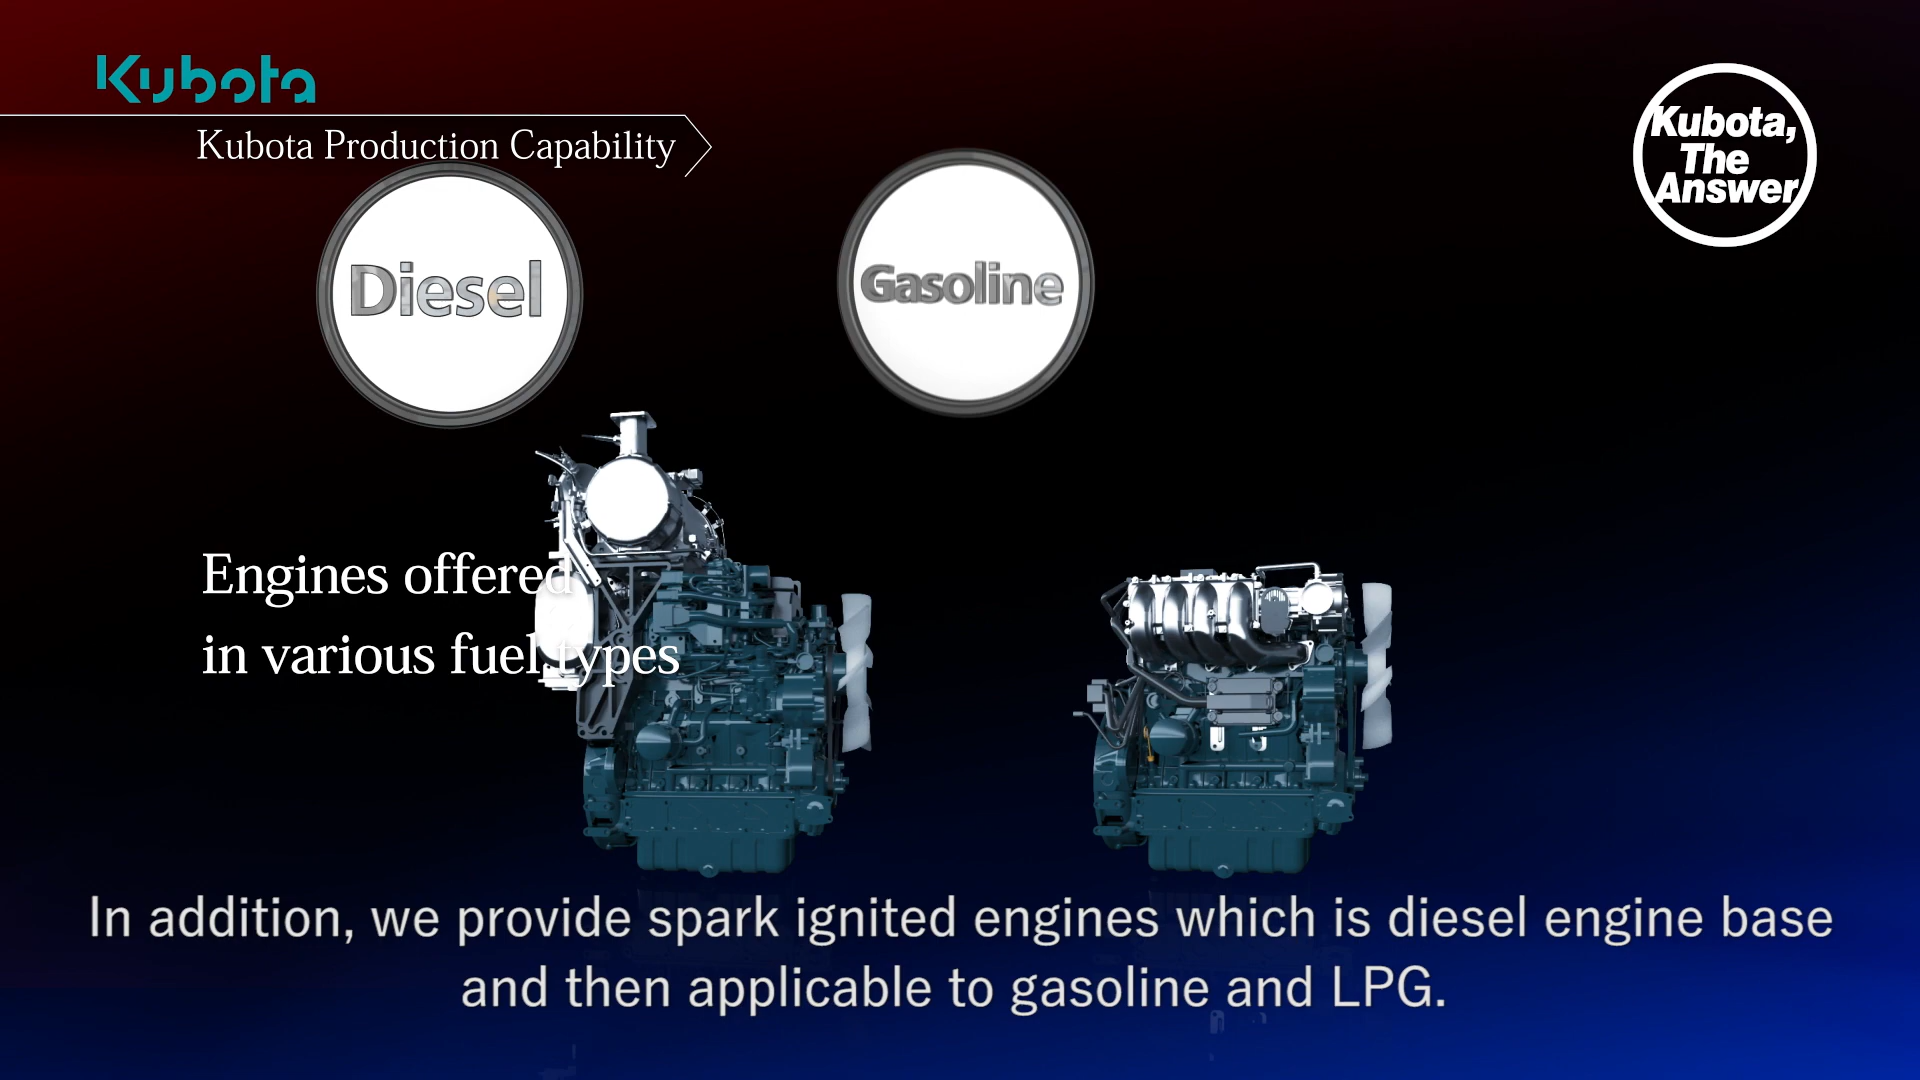 Kubota
Kubota Production Capability
Kubota,
The
Answer
Diesel
Gasoline
Engines offered
in various fuel types
In addition, we provide spark ignited engines which is diesel engine base
and then applicable to gasoline and LPG.